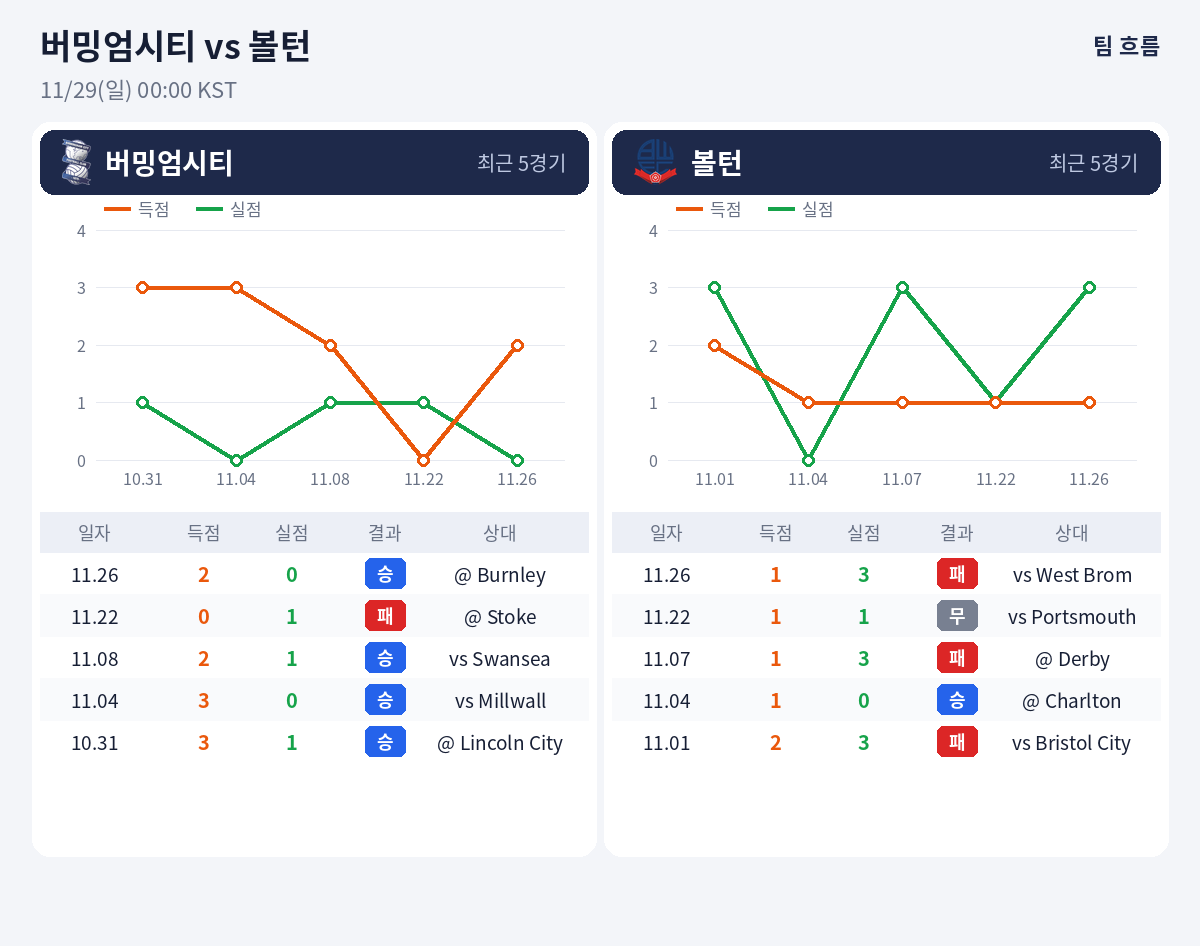 버밍엄시티 vs 볼턴
팀 흐름
11/29(일) 00:00 KST
버밍엄시티
최근 5경기
득점 실점
4
3
2
1
0
10.31 11.04 11.08 11.22 11.26
일자 득점 실점 결과 상대
11.26 2 0 승 @ Burnley
11.22 0 1 패 @ Stoke
11.08 2 1 승 vs Swansea
11.04 3 0 승 vs Millwall
10.31 3 1 승 @ Lincoln City
볼턴
최근 5경기
득점 실점
4
3
2
1
0
11.01 11.04 11.07 11.22 11.26
일자 득점 실점 결과 상대
11.26 1 3 패 vs West Brom
11.22 1 1 무 vs Portsmouth
11.07 1 3 패 @ Derby
11.04 1 0 승 @ Charlton
11.01 2 3 패 vs Bristol City